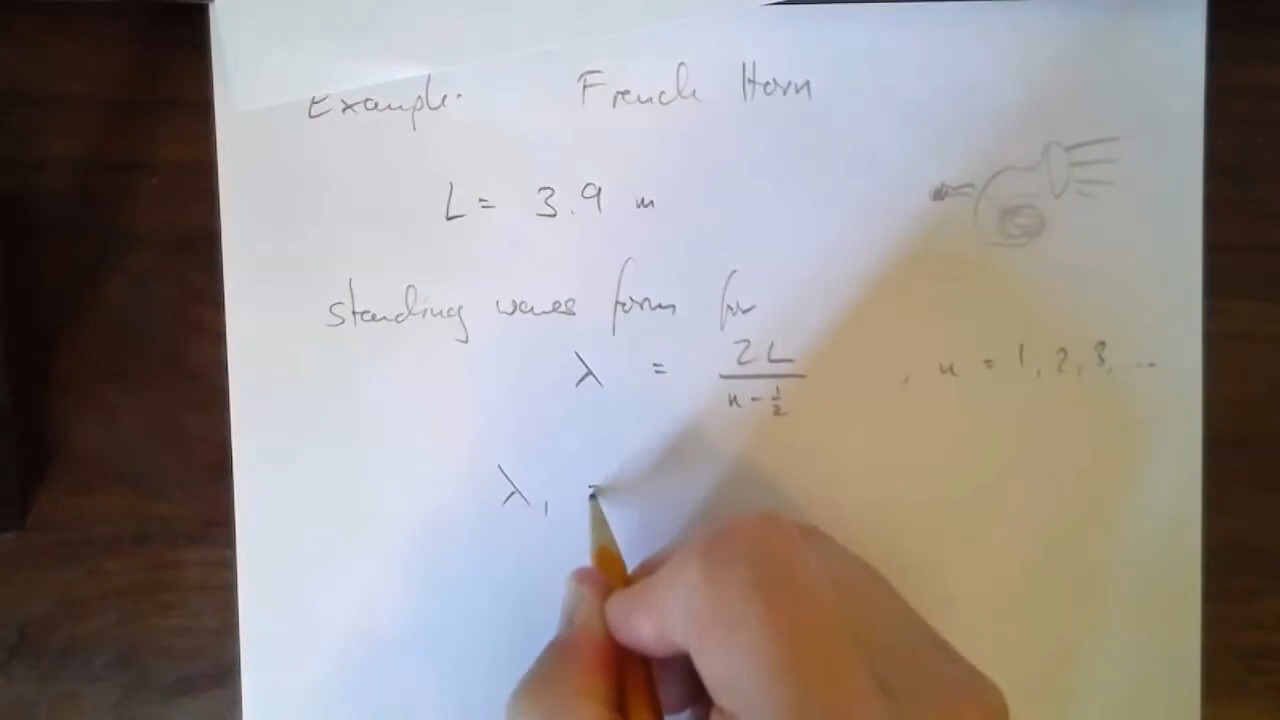 Example. French Horn
L = 3.9 m
standing waves form for
λ = 2L / (n - 1/2) , n = 1, 2, 3, ...
λ₁ =